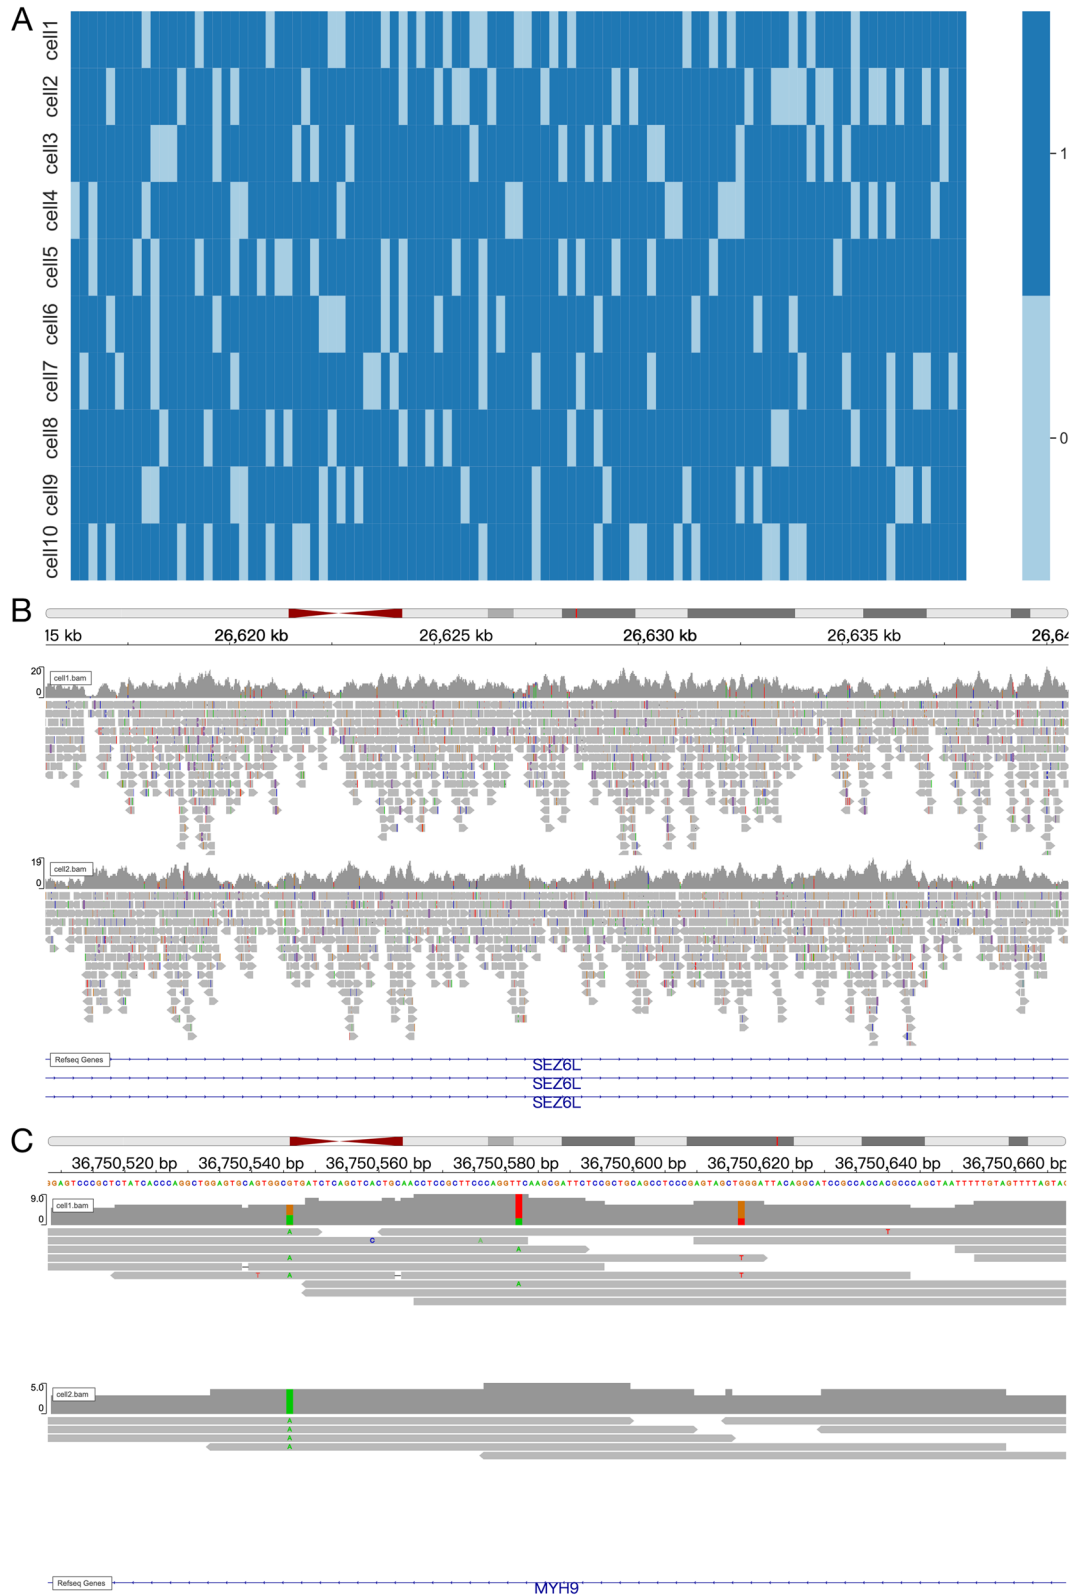 A
cell1
cell2
cell3
cell4
cell5
cell6
cell7
cell8
cell9
cell10
1
0
B
15 kb 26,620 kb 26,625 kb 26,630 kb 26,635 kb 26,64
20
0
cell1.bam
19
0
cell2.bam
Refseq Genes
SEZ6L
SEZ6L
SEZ6L
C
36,750,520 bp 36,750,540 bp 36,750,560 bp 36,750,580 bp 36,750,600 bp 36,750,620 bp 36,750,640 bp 36,750,660 bp
GAGTCCCGCTCTATCACCCAGGCTGGAGTGCAGTGGCGTGATCTCAGCTCACTGCAACCTCCGCTTCCCAGGTTCAAGCGATTCTCCGCTGCAGCCTCCCGAGTAGCTGGGATTACAGGCATCCGCCACCACGCCCAGCTAATTTTTGTAGTTTTAGTAG
9.0
0
cell1.bam
A T
C A
A
A T
T A T
A
5.0
0
cell2.bam
A
A
A
A
Refseq Genes
MYH9